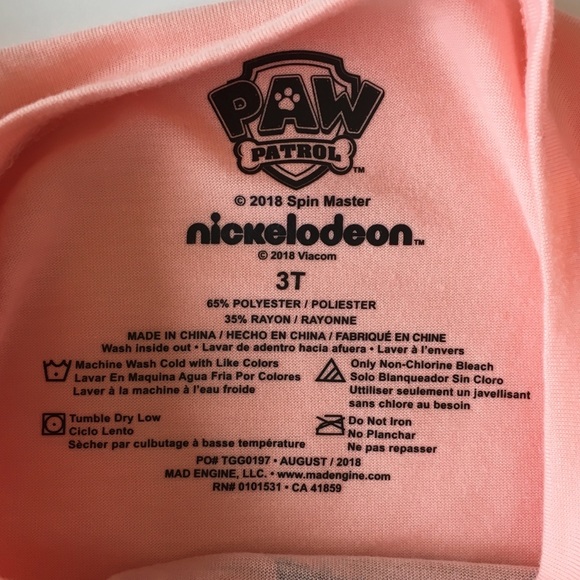 PAW
PATROL™
© 2018 Spin Master
nickelodeon™
© 2018 Viacom
3T
65% POLYESTER / POLIESTER
35% RAYON / RAYONNE
MADE IN CHINA / HECHO EN CHINA / FABRIQUÉ EN CHINE
Wash inside out • Lavar de adentro hacia afuera • Laver à l'envers
Machine Wash Cold with Like Colors
Lavar En Maquina Agua Fria Por Colores
Laver à la machine à l'eau froide
Only Non-Chlorine Bleach
Solo Blanqueador Sin Cloro
Utiliser seulement un javellisant
sans chlore au besoin
Tumble Dry Low
Ciclo Lento
Sècher par culbutage à basse température
Do Not Iron
No Planchar
Ne pas repasser
PO# TGG0197 • AUGUST / 2018
MAD ENGINE, LLC. • www.madengine.com
RN# 0101531 • CA 41859